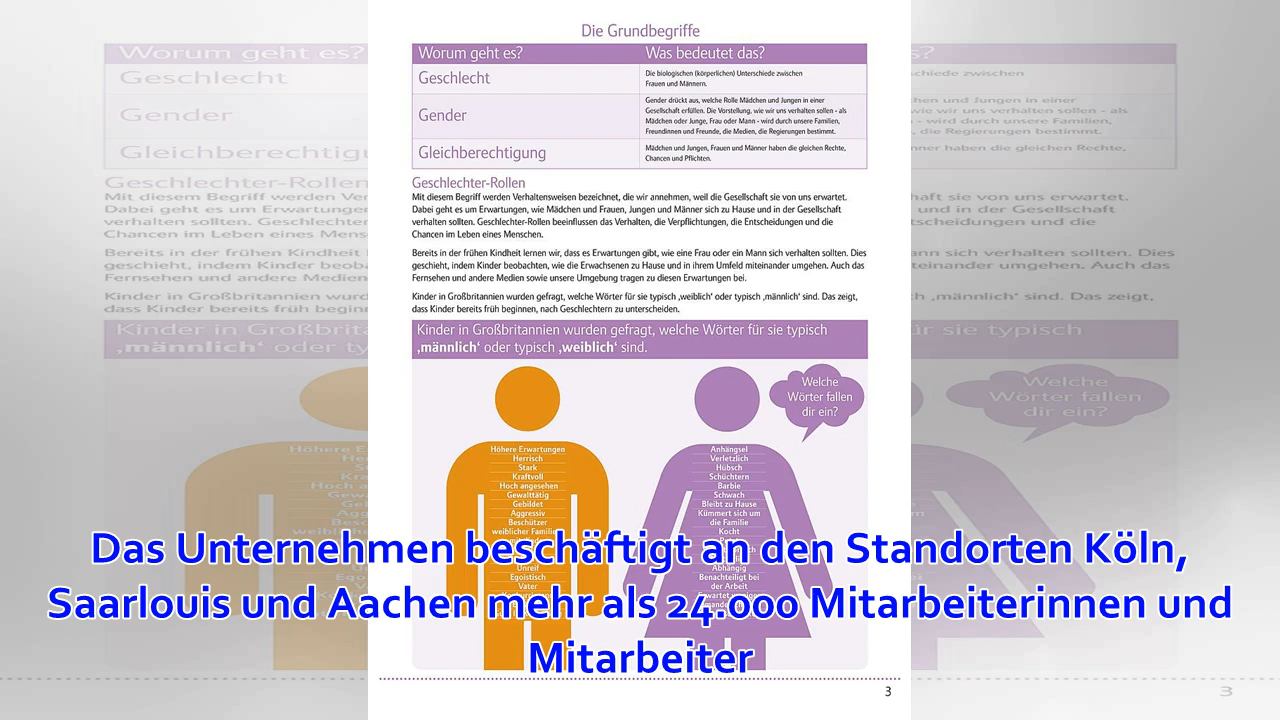 Die Grundbegriffe
Worum geht es?
Was bedeutet das?
Geschlecht
Die biologischen (körperlichen) Unterschiede zwischen
Frauen und Männern.
Gender
Gender drückt aus, welche Rolle Mädchen und Jungen in einer
Gesellschaft erfüllen. Die Vorstellung, wie wir uns verhalten sollen - als
Mädchen oder Junge, Frau oder Mann - wird durch unsere Familien,
Freundinnen und Freunde, die Medien, die Regierungen bestimmt.
Gleichberechtigung
Mädchen und Jungen, Frauen und Männer haben die gleichen Rechte,
Chancen und Pflichten.
Geschlechter-Rollen
Mit diesem Begriff werden Verhaltensweisen bezeichnet, die wir annehmen, weil die Gesellschaft sie von uns erwartet.
Dabei geht es um Erwartungen, wie Mädchen und Frauen, Jungen und Männer sich zu Hause und in der Gesellschaft
verhalten sollten. Geschlechter-Rollen beeinflussen das Verhalten, die Verpflichtungen, die Entscheidungen und die
Chancen im Leben eines Menschen.
Bereits in der frühen Kindheit lernen wir, dass es Erwartungen gibt, wie eine Frau oder ein Mann sich verhalten sollten. Dies
geschieht, indem Kinder beobachten, wie die Erwachsenen zu Hause und in ihrem Umfeld miteinander umgehen. Auch das
Fernsehen und andere Medien sowie unsere Umgebung tragen zu diesen Erwartungen bei.
Kinder in Großbritannien wurden gefragt, welche Wörter für sie typisch ‚weiblich‘ oder typisch ‚männlich‘ sind. Das zeigt,
dass Kinder bereits früh beginnen, nach Geschlechtern zu unterscheiden.
Kinder in Großbritannien wurden gefragt, welche Wörter für sie typisch
‚männlich‘ oder typisch ‚weiblich‘ sind.
Welche
Wörter fallen
dir ein?
Höhere Erwartungen
Herrisch
Stark
Kraftvoll
Hoch angesehen
Gewalttätig
Gebildet
Aggressiv
Beschützer
weiblicher
Unreif
Egoistisch
Vater
Anhängsel
Verletzlich
Hübsch
Schüchtern
Barbie
Schwach
Bleibt zu Hause
Kümmert sich um
die Familie
Kocht
Abhängig
Benachteiligt bei
der Arbeit
Das Unternehmen beschäftigt an den Standorten Köln,
Saarlouis und Aachen mehr als 24.000 Mitarbeiterinnen und
Mitarbeiter
3